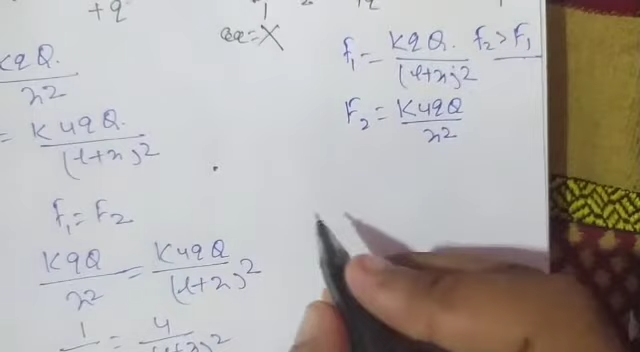 +q
Case = X
KqQ / x²
= K4qQ / (l+x)²
F₁ = F₂
KqQ / x² = K4qQ / (l+x)²
1 = 4 / (l+x)²
F₁ = KqQ / (l+x)² F₂ > F₁
F₂ = K4qQ / x²